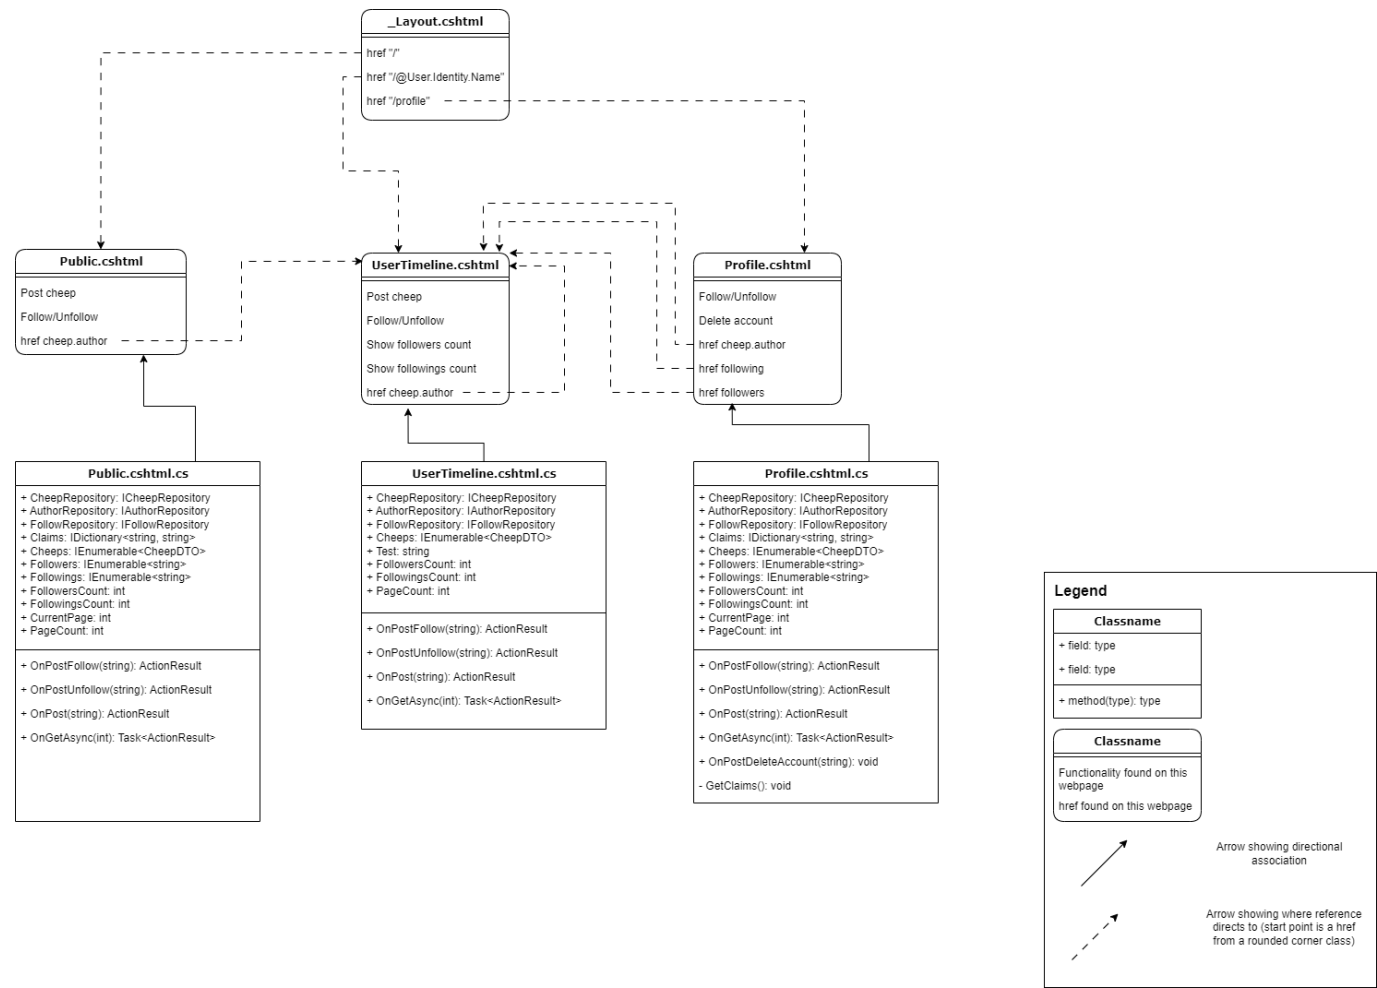 _Layout.cshtml
href "/"
href "/@User.Identity.Name"
href "/profile"
Public.cshtml
Post cheep
Follow/Unfollow
href cheep.author
UserTimeline.cshtml
Post cheep
Follow/Unfollow
Show followers count
Show followings count
href cheep.author
Profile.cshtml
Follow/Unfollow
Delete account
href cheep.author
href following
href followers
Public.cshtml.cs
+ CheepRepository: ICheepRepository
+ AuthorRepository: IAuthorRepository
+ FollowRepository: IFollowRepository
+ Claims: IDictionary<string, string>
+ Cheeps: IEnumerable<CheepDTO>
+ Followers: IEnumerable<string>
+ Followings: IEnumerable<string>
+ FollowersCount: int
+ FollowingsCount: int
+ CurrentPage: int
+ PageCount: int
+ OnPostFollow(string): ActionResult
+ OnPostUnfollow(string): ActionResult
+ OnPost(string): ActionResult
+ OnGetAsync(int): Task<ActionResult>
UserTimeline.cshtml.cs
+ CheepRepository: ICheepRepository
+ AuthorRepository: IAuthorRepository
+ FollowRepository: IFollowRepository
+ Cheeps: IEnumerable<CheepDTO>
+ Test: string
+ FollowersCount: int
+ FollowingsCount: int
+ PageCount: int
+ OnPostFollow(string): ActionResult
+ OnPostUnfollow(string): ActionResult
+ OnPost(string): ActionResult
+ OnGetAsync(int): Task<ActionResult>
Profile.cshtml.cs
+ CheepRepository: ICheepRepository
+ AuthorRepository: IAuthorRepository
+ FollowRepository: IFollowRepository
+ Claims: IDictionary<string, string>
+ Cheeps: IEnumerable<CheepDTO>
+ Followers: IEnumerable<string>
+ Followings: IEnumerable<string>
+ FollowersCount: int
+ FollowingsCount: int
+ CurrentPage: int
+ PageCount: int
+ OnPostFollow(string): ActionResult
+ OnPostUnfollow(string): ActionResult
+ OnPost(string): ActionResult
+ OnGetAsync(int): Task<ActionResult>
+ OnPostDeleteAccount(string): void
- GetClaims(): void
Legend
Classname
+ field: type
+ field: type
+ method(type): type
Classname
Functionality found on this
webpage
href found on this webpage
Arrow showing directional
association
Arrow showing where reference
directs to (start point is a href
from a rounded corner class)